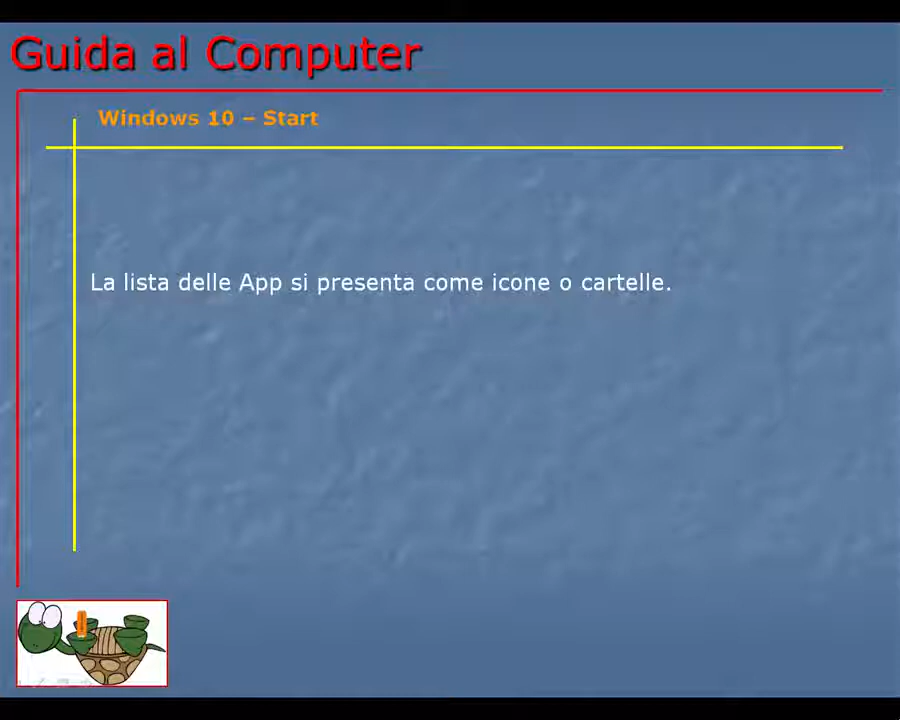 Guida al Computer
Windows 10 – Start
La lista delle App si presenta come icone o cartelle.